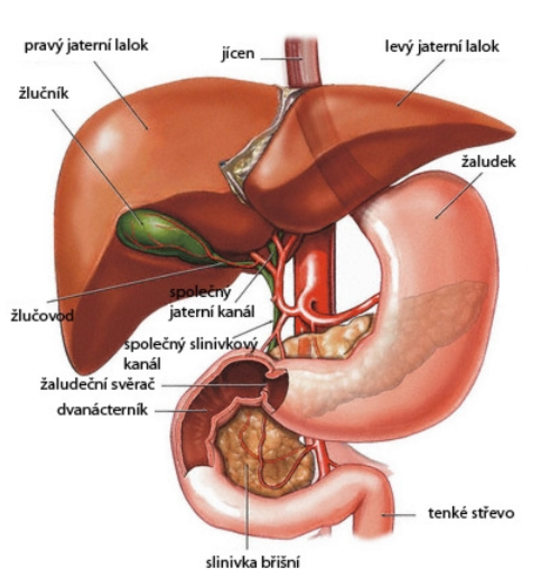 pravý jaterní lalok
jícen
levý jaterní lalok
žlučník
žaludek
společný
jaterní kanál
žlučovod
společný slinivkový
kanál
žaludeční svěrač
dvanácterník
tenké střevo
slinivka břišní